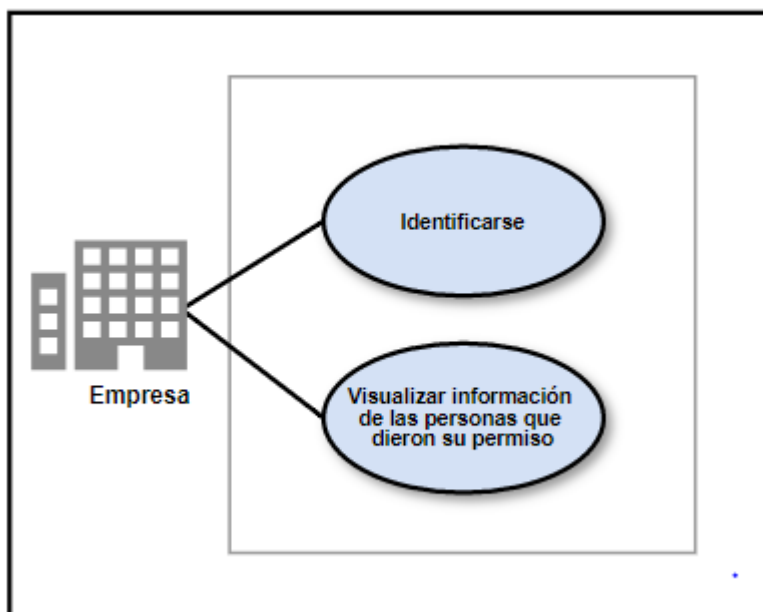 Identificarse
Empresa
Visualizar información
de las personas que
dieron su permiso